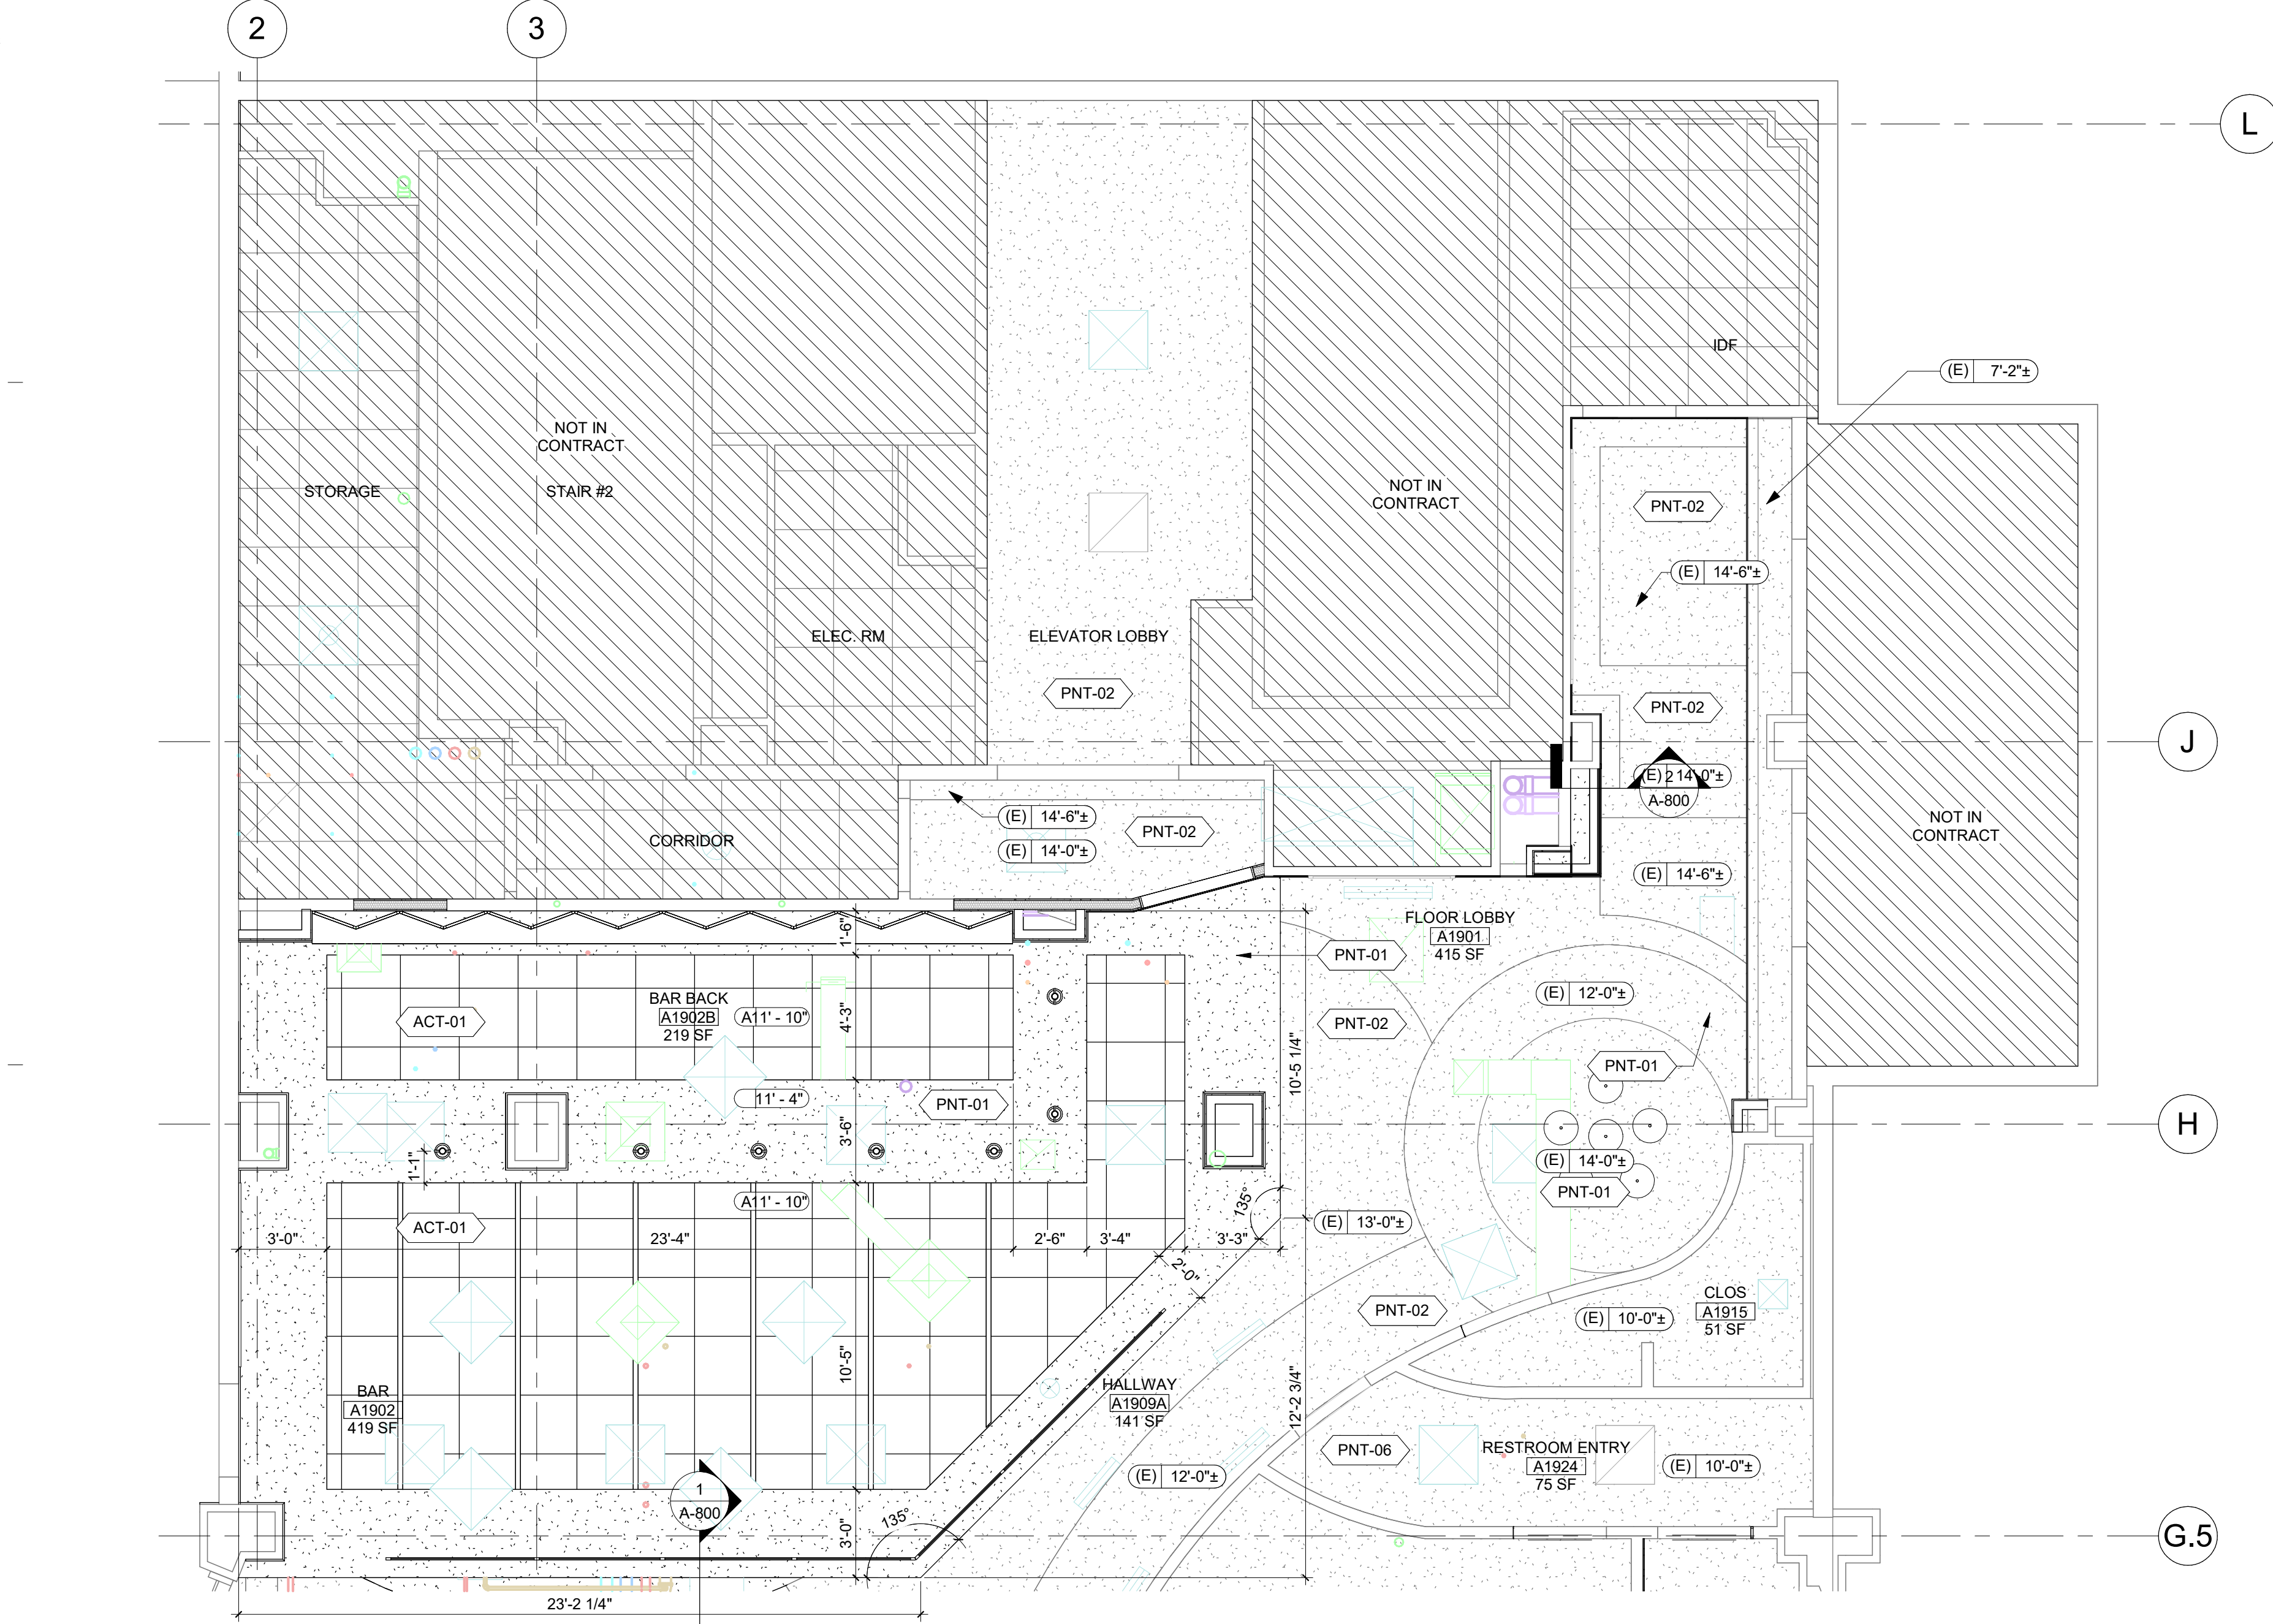 2
3
L
IDF
(E) 7'-2"±
NOT IN
CONTRACT
STORAGE
STAIR #2
NOT IN
CONTRACT
PNT-02
(E) 14'-6"±
ELEC. RM
ELEVATOR LOBBY
PNT-02
PNT-02
J
(E) 14'-0"±
2
A-800
(E) 14'-6"±
(E) 14'-0"±
PNT-02
CORRIDOR
NOT IN
CONTRACT
(E) 14'-6"±
1'-6"
FLOOR LOBBY
A1901
415 SF
PNT-01
BAR BACK
A1902B
219 SF
ACT-01
A11' - 10"
4'-3"
(E) 12'-0"±
PNT-02
10'-5 1/4"
PNT-01
11' - 4"
PNT-01
3'-6"
H
1'-1"
(E) 14'-0"±
PNT-01
A11' - 10"
ACT-01
135°
(E) 13'-0"±
3'-0"
23'-4"
2'-6"
3'-4"
3'-3"
2'-0"
PNT-02
(E) 10'-0"±
CLOS
A1915
51 SF
10'-5"
BAR
A1902
419 SF
HALLWAY
A1909A
141 SF
12'-2 3/4"
PNT-06
RESTROOM ENTRY
A1924
75 SF
(E) 10'-0"±
(E) 12'-0"±
1
A-800
3'-0"
135°
G.5
23'-2 1/4"